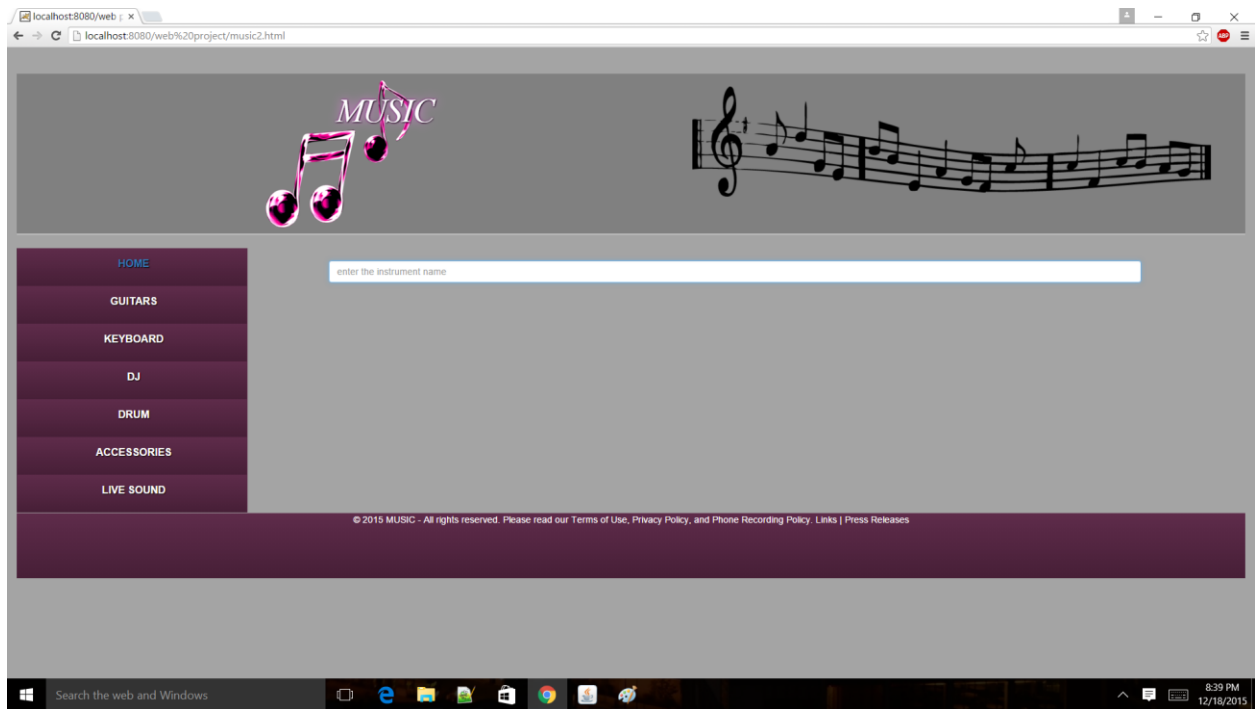 localhost:8080/web p
localhost:8080/web%20project/music2.html
ABP
MUSIC
HOME
enter the instrument name
GUITARS
KEYBOARD
DJ
DRUM
ACCESSORIES
LIVE SOUND
© 2015 MUSIC - All rights reserved. Please read our Terms of Use, Privacy Policy, and Phone Recording Policy. Links | Press Releases
Search the web and Windows
8:39 PM
12/18/2015